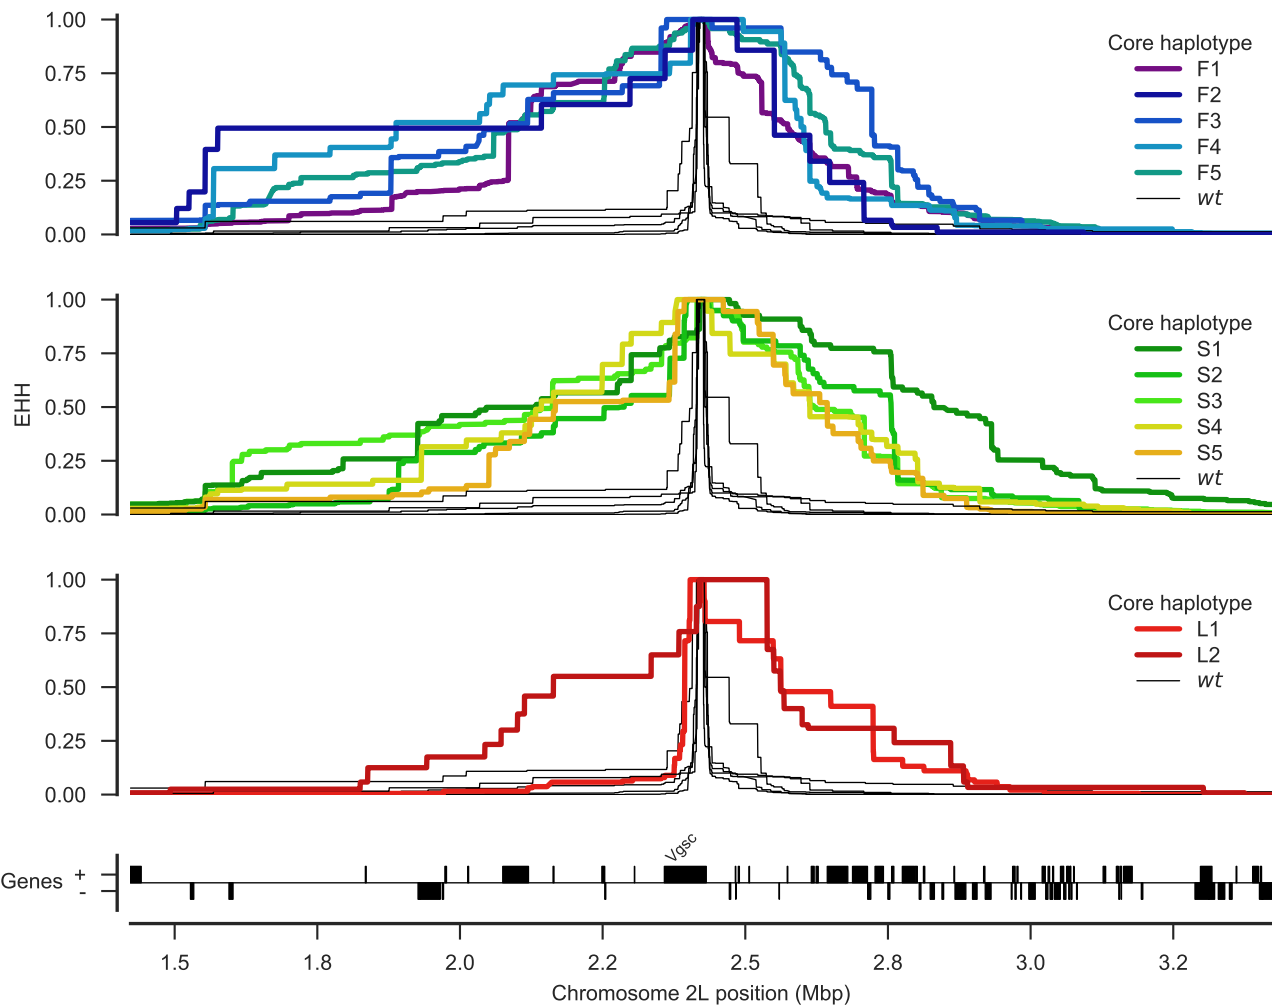 1.00
0.75
0.50
0.25
0.00
Core haplotype
F1
F2
F3
F4
F5
wt
EHH
1.00
0.75
0.50
0.25
0.00
Core haplotype
S1
S2
S3
S4
S5
wt
1.00
0.75
0.50
0.25
0.00
Core haplotype
L1
L2
wt
Vgsc
Genes
+
-
1.5 1.8 2.0 2.2 2.5 2.8 3.0 3.2
Chromosome 2L position (Mbp)